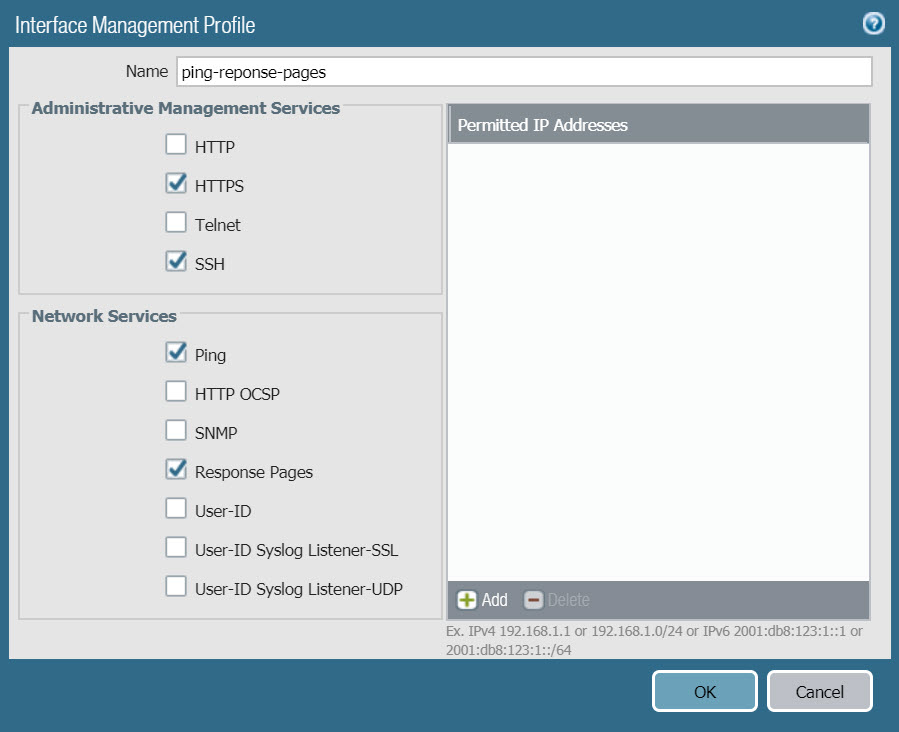 Interface Management Profile
Name ping-reponse-pages
Administrative Management Services
HTTP
HTTPS
Telnet
SSH
Network Services
Ping
HTTP OCSP
SNMP
Response Pages
User-ID
User-ID Syslog Listener-SSL
User-ID Syslog Listener-UDP
Permitted IP Addresses
Add Delete
Ex. IPv4 192.168.1.1 or 192.168.1.0/24 or IPv6 2001:db8:123:1::1 or
2001:db8:123:1::/64
OK Cancel